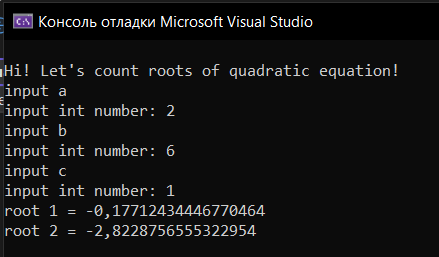 Консоль отладки Microsoft Visual Studio
Hi! Let's count roots of quadratic equation!
input a
input int number: 2
input b
input int number: 6
input c
input int number: 1
root 1 = -0,17712434446770464
root 2 = -2,8228756555322954